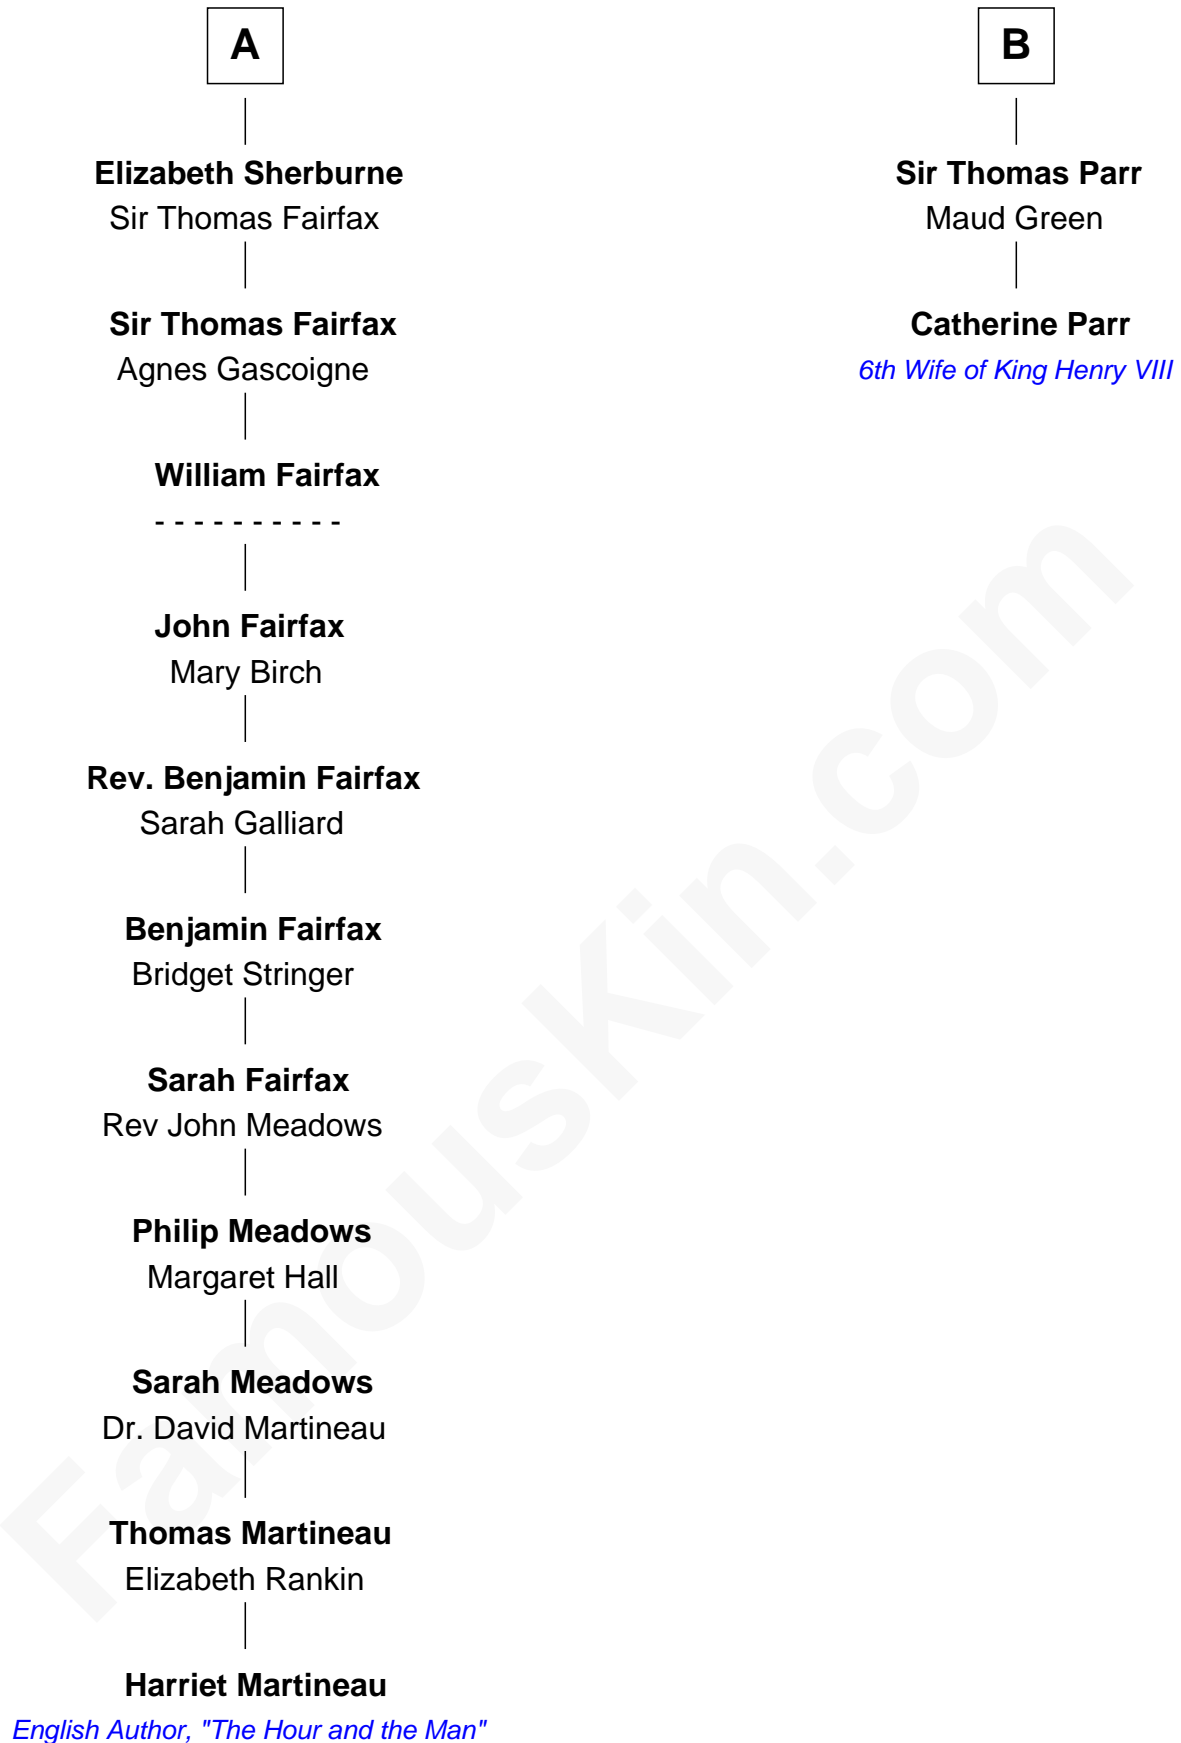 A
Elizabeth Sherburne
Sir Thomas Fairfax
Sir Thomas Fairfax
Agnes Gascoigne
William Fairfax
- - - - - - - - - -
John Fairfax
Mary Birch
Rev. Benjamin Fairfax
Sarah Galliard
Benjamin Fairfax
Bridget Stringer
Sarah Fairfax
Rev John Meadows
Philip Meadows
Margaret Hall
Sarah Meadows
Dr. David Martineau
Thomas Martineau
Elizabeth Rankin
Harriet Martineau
English Author, "The Hour and the Man"
B
Sir Thomas Parr
Maud Green
Catherine Parr
6th Wife of King Henry VIII
FamousKin.com